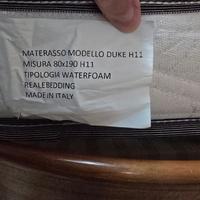 MATERASSO MODELLO DUKE H11
MISURA 80x190 H11
TIPOLOGIA WATERFOAM
REALEBEDDING
MADE IN ITALY